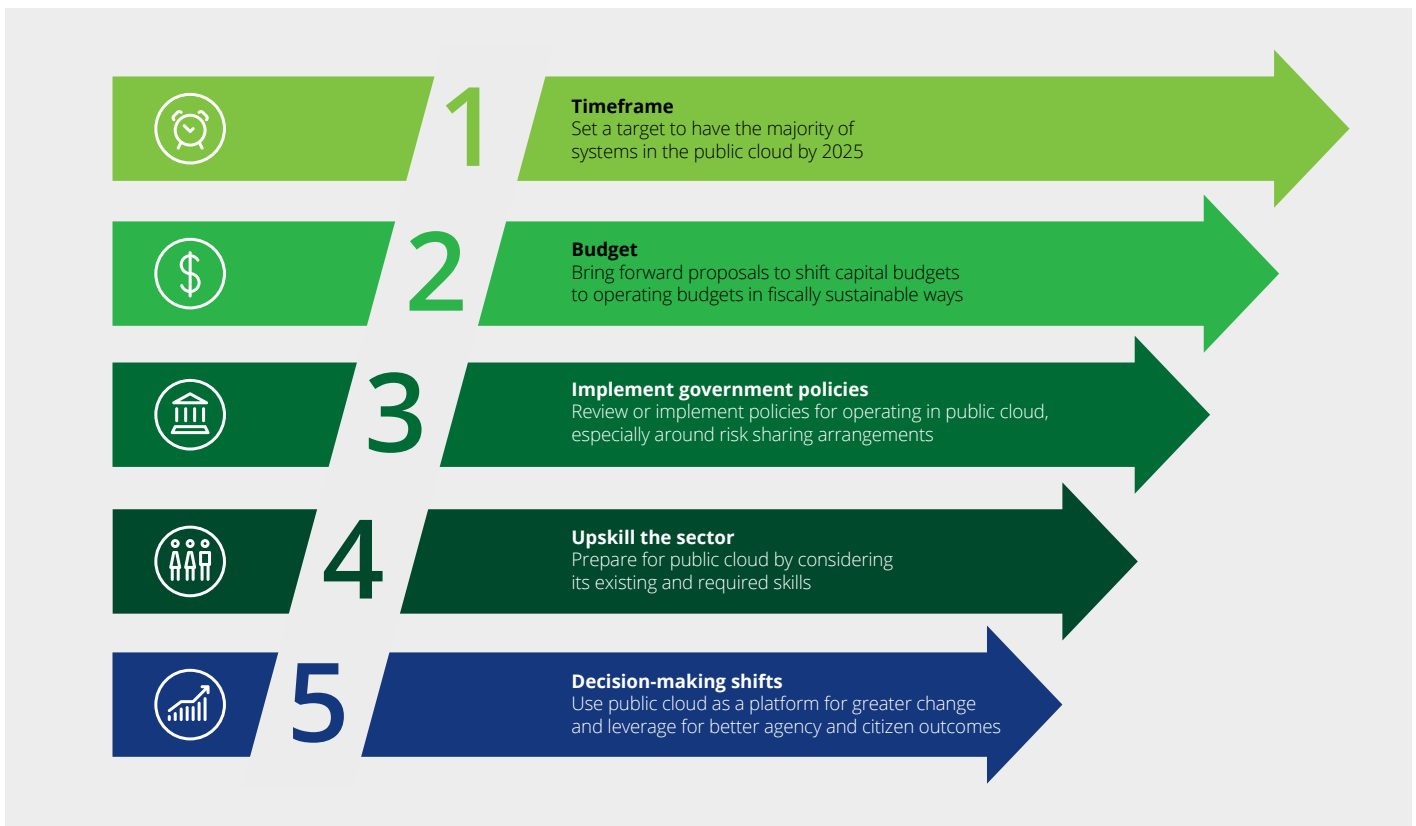 1
Timeframe
Set a target to have the majority of
systems in the public cloud by 2025
2
Budget
Bring forward proposals to shift capital budgets
to operating budgets in fiscally sustainable ways
3
Implement government policies
Review or implement policies for operating in public cloud,
especially around risk sharing arrangements
4
Upskill the sector
Prepare for public cloud by considering
its existing and required skills
5
Decision-making shifts
Use public cloud as a platform for greater change
and leverage for better agency and citizen outcomes